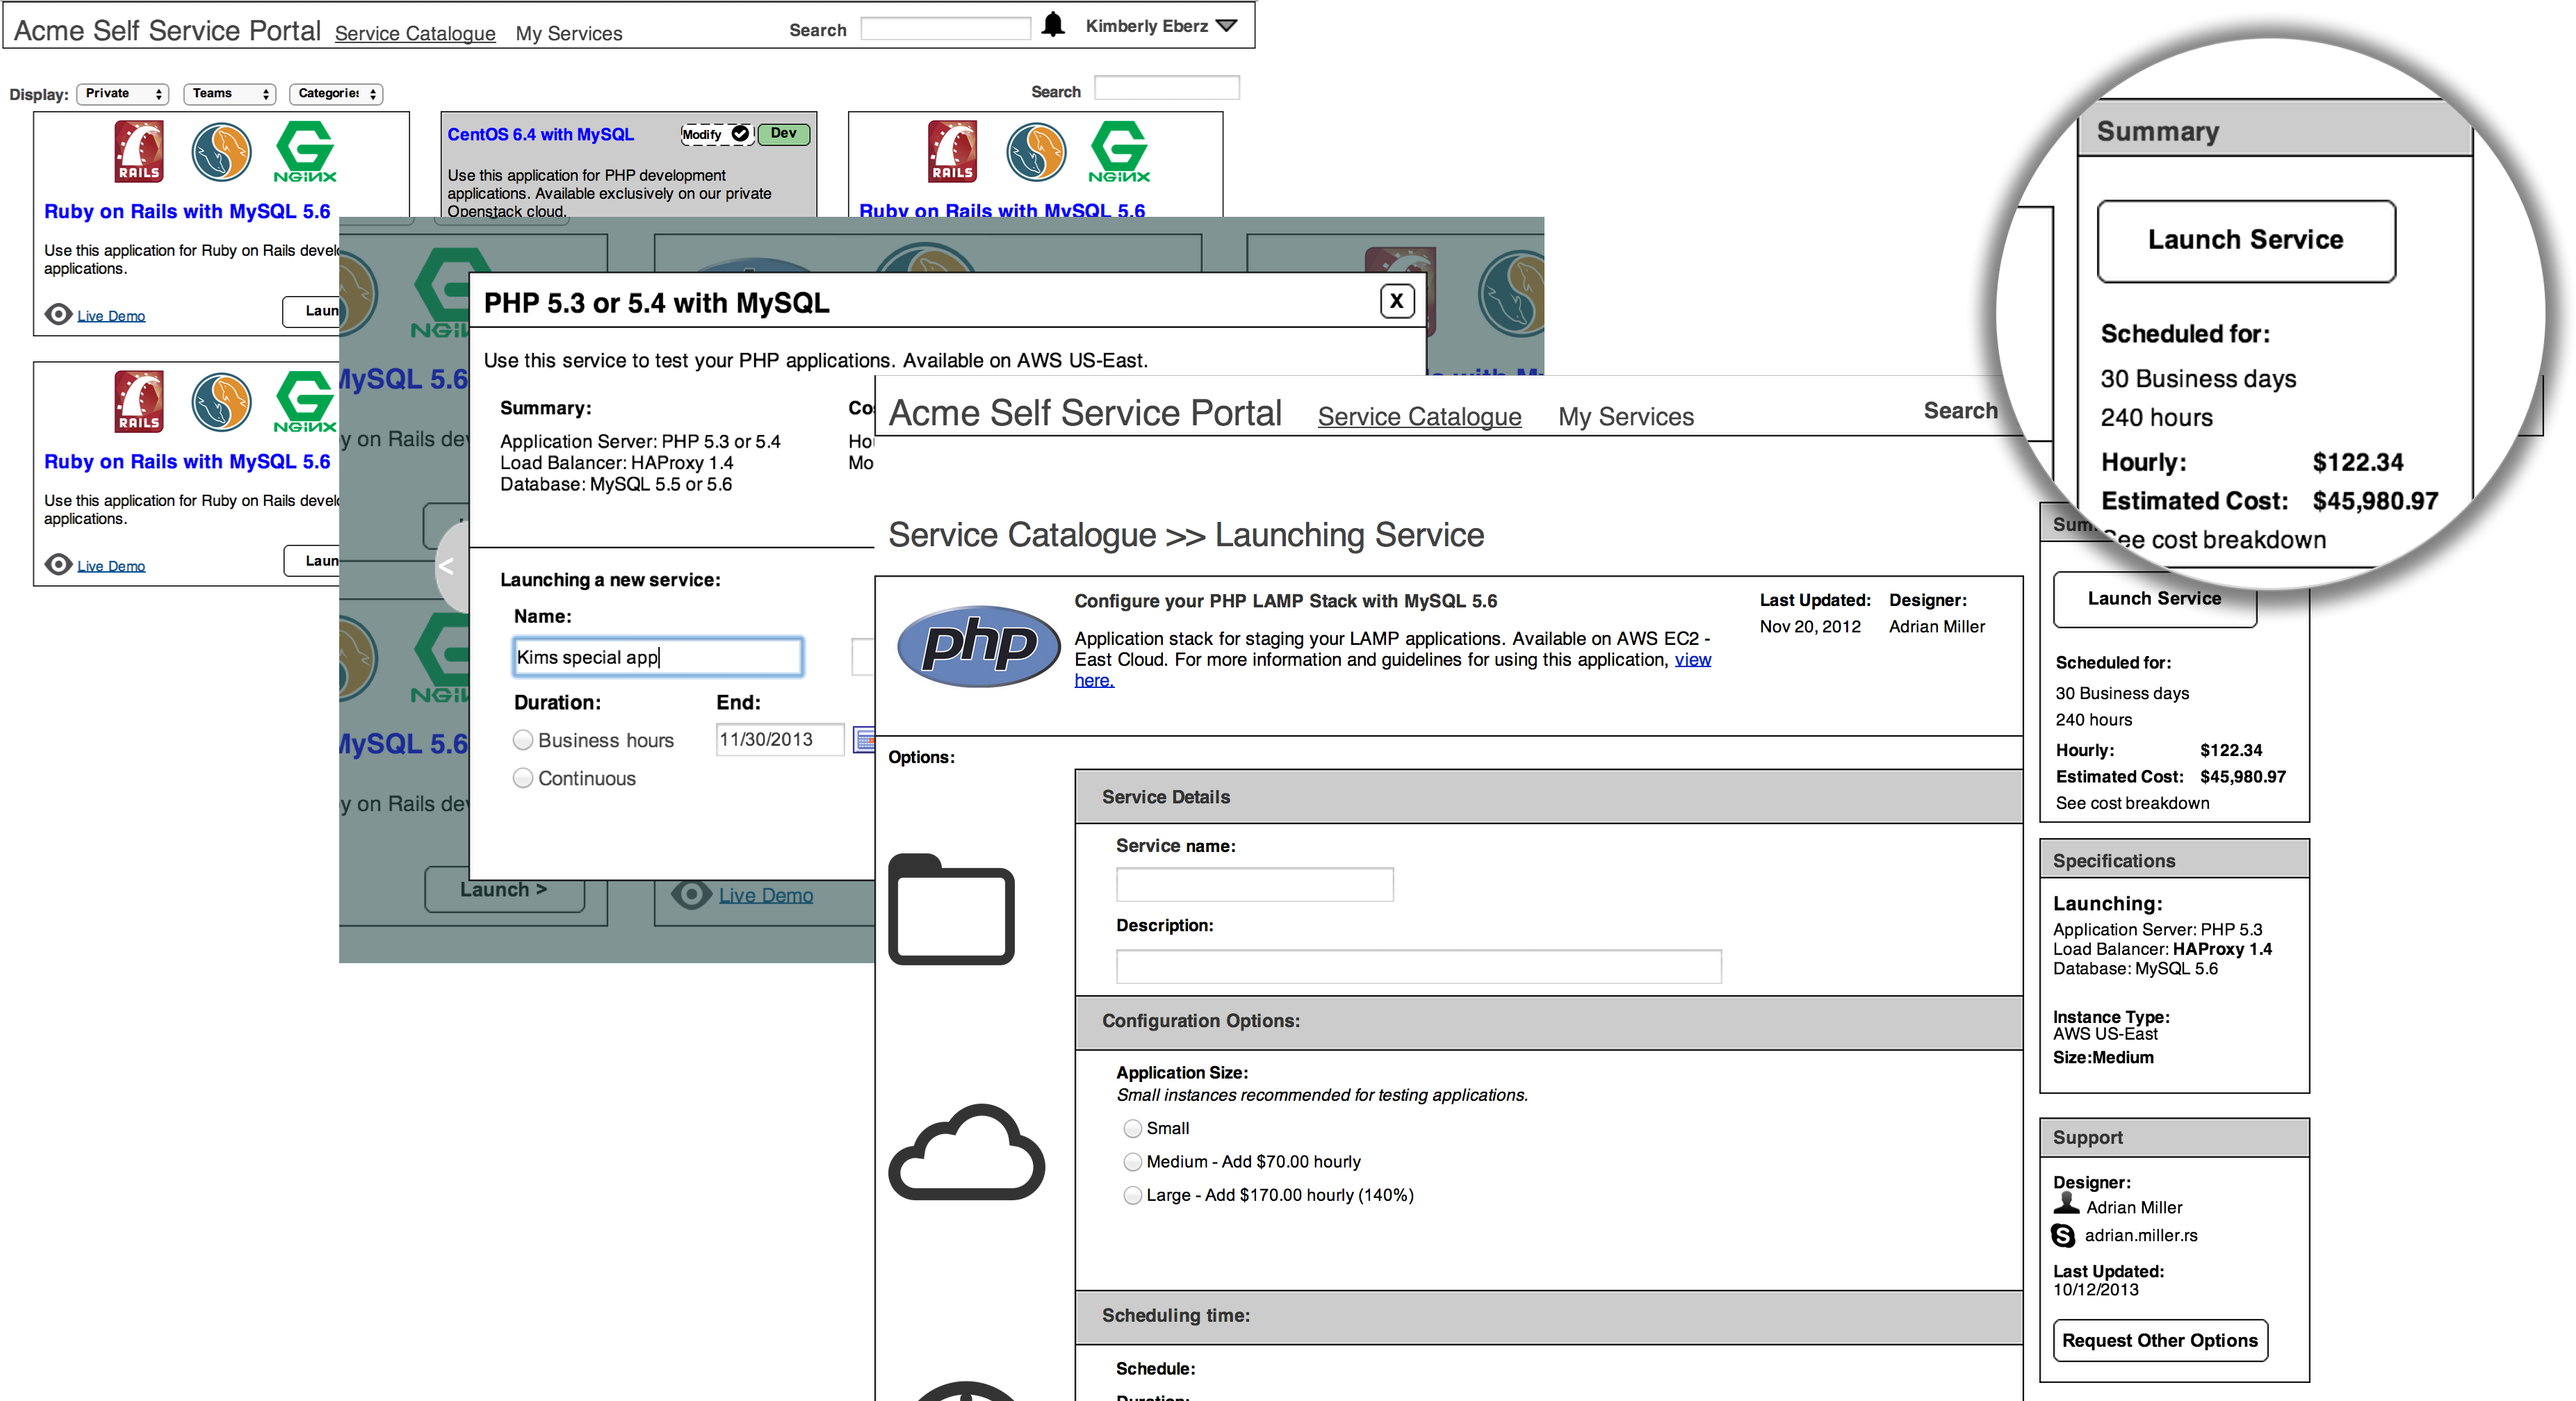 Acme Self Service Portal Service Catalogue My Services Search Kimberly Eberz
Display: Private Teams Categories Search
RAILS NGiNX
Ruby on Rails with MySQL 5.6
Use this application for Ruby on Rails devel
applications.
Live Demo Laun
CentOS 6.4 with MySQL Modify Dev
Use this application for PHP development
applications. Available exclusively on our private
Openstack cloud.
RAILS NGiNX
Ruby on Rails with MySQL 5.6
RAILS NGiNX
Ruby on Rails with MySQL 5.6
Use this application for Ruby on Rails devel
applications.
Live Demo Laun
NGiN
MySQL 5.6
y on Rails dev
<
NGiN
MySQL 5.6
y on Rails dev
Launch >
Live Demo
PHP 5.3 or 5.4 with MySQL X
Use this service to test your PHP applications. Available on AWS US-East.
Summary:
Application Server: PHP 5.3 or 5.4
Load Balancer: HAProxy 1.4
Database: MySQL 5.5 or 5.6
Cos
Hou
Mo
Launching a new service:
Name:
Kims special app
Duration: End:
Business hours 11/30/2013
Continuous
Acme Self Service Portal Service Catalogue My Services Search
Service Catalogue >> Launching Service
php
Configure your PHP LAMP Stack with MySQL 5.6
Application stack for staging your LAMP applications. Available on AWS EC2 -
East Cloud. For more information and guidelines for using this application, view
here.
Last Updated: Designer:
Nov 20, 2012 Adrian Miller
Options:
Service Details
Service name:
Description:
Configuration Options:
Application Size:
Small instances recommended for testing applications.
Small
Medium - Add $70.00 hourly
Large - Add $170.00 hourly (140%)
Scheduling time:
Schedule:
Duration:
Summary
Launch Service
Scheduled for:
30 Business days
240 hours
Hourly: $122.34
Estimated Cost: $45,980.97
See cost breakdown
Sum
Launch Service
Scheduled for:
30 Business days
240 hours
Hourly: $122.34
Estimated Cost: $45,980.97
See cost breakdown
Specifications
Launching:
Application Server: PHP 5.3
Load Balancer: HAProxy 1.4
Database: MySQL 5.6
Instance Type:
AWS US-East
Size:Medium
Support
Designer:
Adrian Miller
adrian.miller.rs
Last Updated:
10/12/2013
Request Other Options